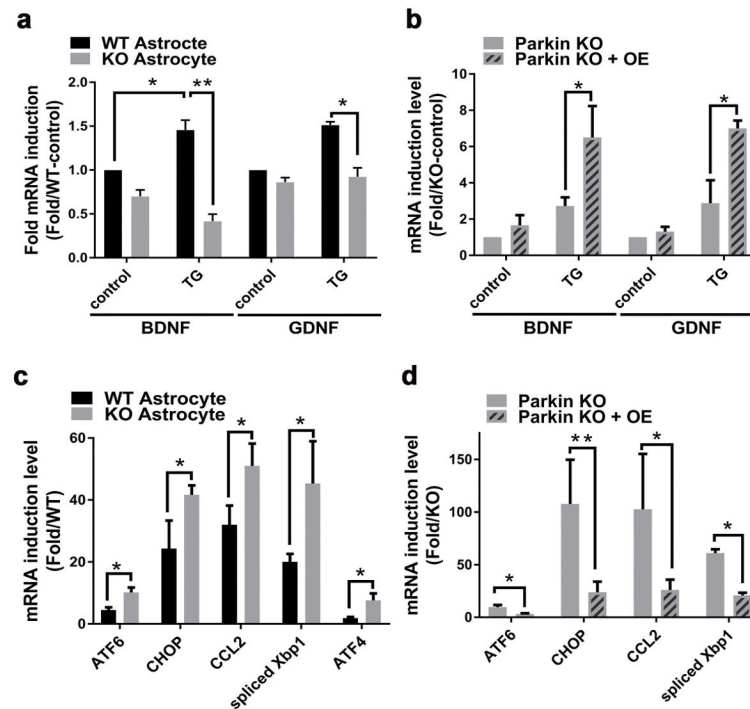 a
WT Astrocte
KO Astrocyte
Fold mRNA induction
(Fold/WT-control)
2.0
1.5
1.0
0.5
0.0
* ** *
control TG control TG
BDNF GDNF
b
Parkin KO
Parkin KO + OE
mRNA induction level
(Fold/KO-control)
10
8
6
4
2
0
* *
control TG control TG
BDNF GDNF
c
WT Astrocyte
KO Astrocyte
mRNA induction level
(Fold/WT)
60
40
20
0
* * * * *
ATF6 CHOP CCL2 spliced Xbp1 ATF4
d
Parkin KO
Parkin KO + OE
mRNA induction level
(Fold/KO)
150
100
50
0
* ** * *
ATF6 CHOP CCL2 spliced Xbp1